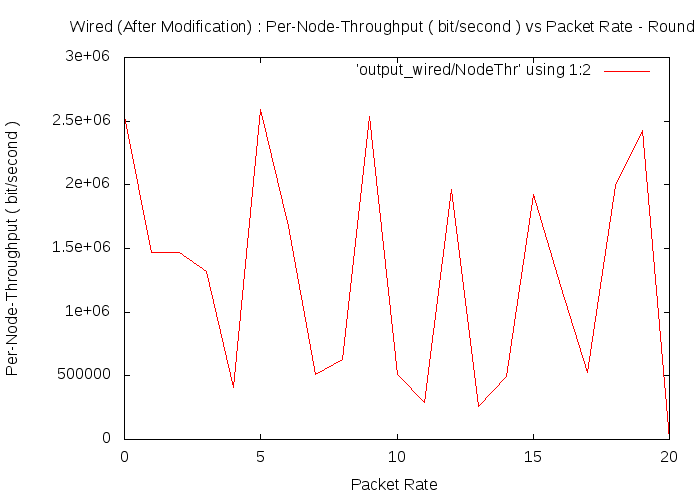 Wired (After Modification) : Per-Node-Throughput ( bit/second ) vs Packet Rate - Round
3e+06
'output_wired/NodeThr' using 1:2
2.5e+06
2e+06
Per-Node-Throughput ( bit/second )
1.5e+06
1e+06
500000
0
0 5 10 15 20
Packet Rate